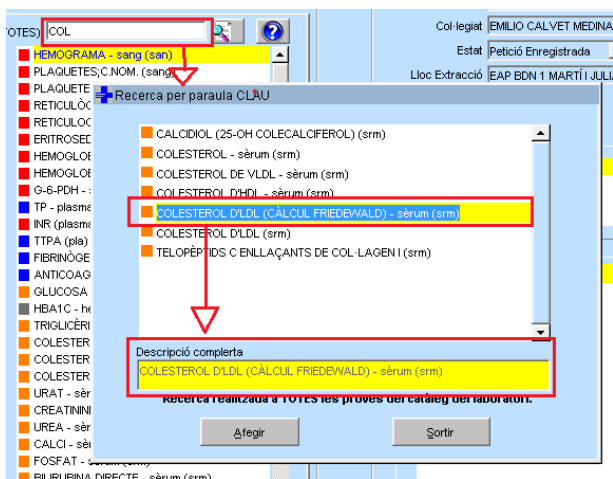 OTES) COL
HEMOGRAMA - sang (san)
PLAQUETES;C.NOM. (sang)
PLAQUETE
RETICULÒC
RETICULOC
ERITROSED
HEMOGLOB
HEMOGLOB
G-6-PDH -
TP - plasma
INR (plasma
TTPA (pla)
FIBRINÒGE
ANTICOAG
GLUCOSA
HBA1C - he
TRIGLICÈRI
COLESTER
COLESTER
COLESTER
URAT - sèr
CREATININ
UREA - sèr
CALCI - sèr
FOSFAT - sèrum (srm)
BILIRUBINA DIRECTE - sèrum (srm)
Col·legiat EMILIO CALVET MEDINA
Estat Petició Enregistrada
Lloc Extracció EAP BDN 1 MARTÍ I JULI
Recerca per paraula CLAU
CALCIDIOL (25-OH COLECALCIFEROL) (srm)
COLESTEROL - sèrum (srm)
COLESTEROL DE VLDL - sèrum (srm)
COLESTEROL D'HDL - sèrum (srm)
COLESTEROL D'LDL (CÀLCUL FRIEDEWALD) - sèrum (srm)
COLESTEROL D'LDL (srm)
TELOPÈPTIDS C ENLLAÇANTS DE COL·LAGEN I (srm)
Descripció complerta
COLESTEROL D'LDL (CÀLCUL FRIEDEWALD) - sèrum (srm)
Recerca realitzada a TOTES les proves del catàleg del laboratori.
Afegir
Sortir